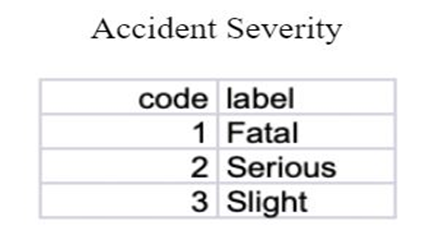 Accident Severity
code label
1 Fatal
2 Serious
3 Slight